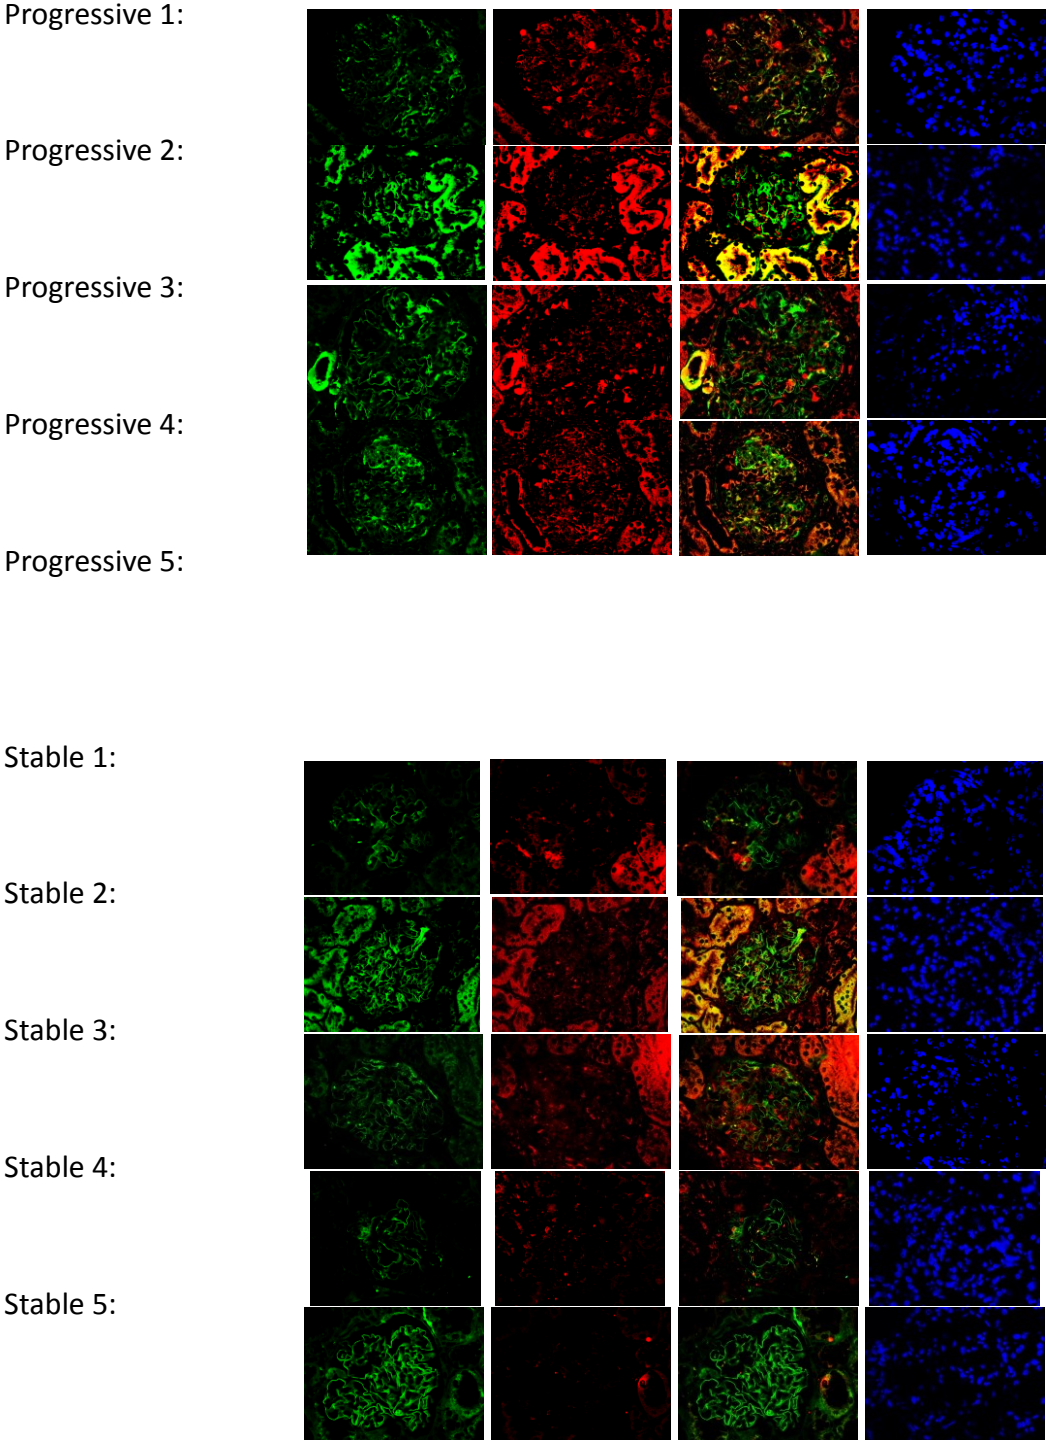 Progressive 1:
Progressive 2:
Progressive 3:
Progressive 4:
Progressive 5:
Stable 1:
Stable 2:
Stable 3:
Stable 4:
Stable 5: